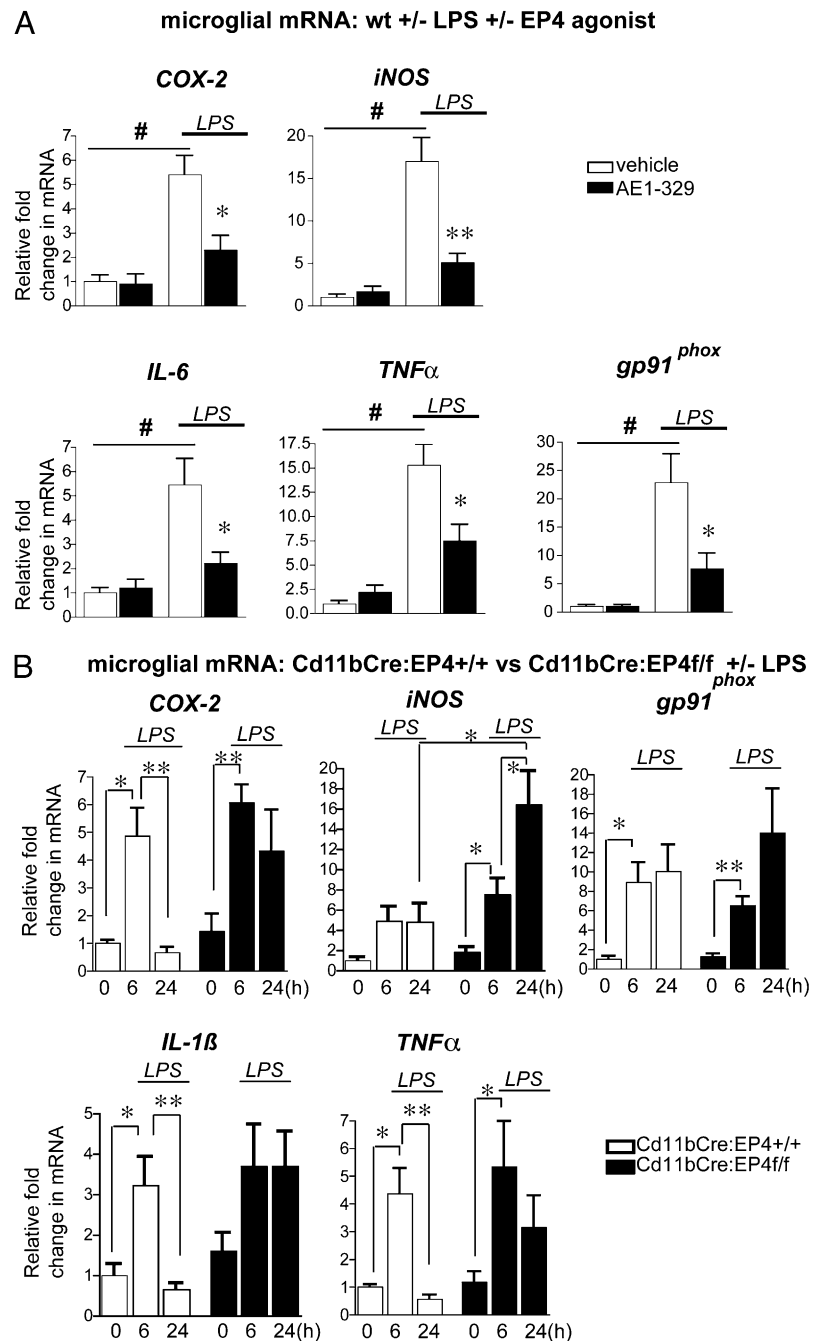 A
microglial mRNA: wt +/- LPS +/- EP4 agonist
COX-2
iNOS
# LPS
# LPS
Relative fold
change in mRNA
7
6
5
4
3
2
1
0
*
20
15
10
5
0
**
vehicle
AE1-329
IL-6
TNFα
gp91 phox
# LPS
# LPS
# LPS
Relative fold
change in mRNA
7
6
5
4
3
2
1
0
*
17.5
15.0
12.5
10.0
7.5
5.0
2.5
0.0
*
30
25
20
15
10
5
0
*
B
microglial mRNA: Cd11bCre:EP4+/+ vs Cd11bCre:EP4f/f +/- LPS
COX-2
iNOS
gp91 phox
LPS LPS
LPS LPS
LPS LPS
Relative fold
change in mRNA
7
6
5
4
3
2
1
0
* ** **
0 6 24 0 6 24(h)
20
18
16
14
12
10
8
6
4
2
0
* * *
0 6 24 0 6 24(h)
20
18
16
14
12
10
8
6
4
2
0
* **
0 6 24 0 6 24(h)
IL-1ß
TNFα
LPS LPS
LPS LPS
Relative fold
change in mRNA
5
4
3
2
1
0
* **
0 6 24 0 6 24(h)
7
6
5
4
3
2
1
0
* ** *
0 6 24 0 6 24(h)
Cd11bCre:EP4+/+
Cd11bCre:EP4f/f